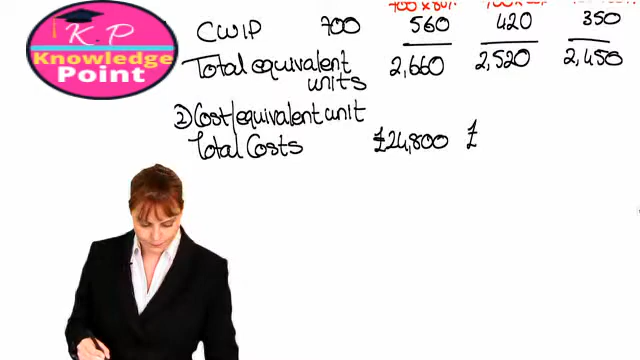 K.P
Knowledge
Point
CWIP 700 560 420 350
Total equivalent
units 2,660 2,520 2,450
2) Cost/equivalent unit
Total Costs £24,800 £